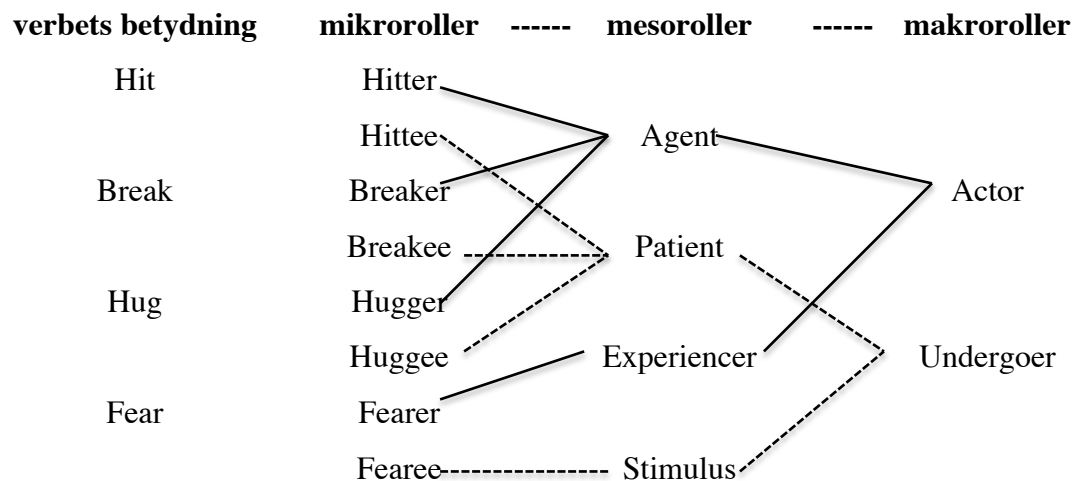 verbets betydning mikroroller ------ mesoroller ------ makroroller
Hit Hitter
Hittee Agent
Break Breaker Actor
Breakee Patient
Hug Hugger
Huggee Experiencer Undergoer
Fear Fearer
Fearee Stimulus